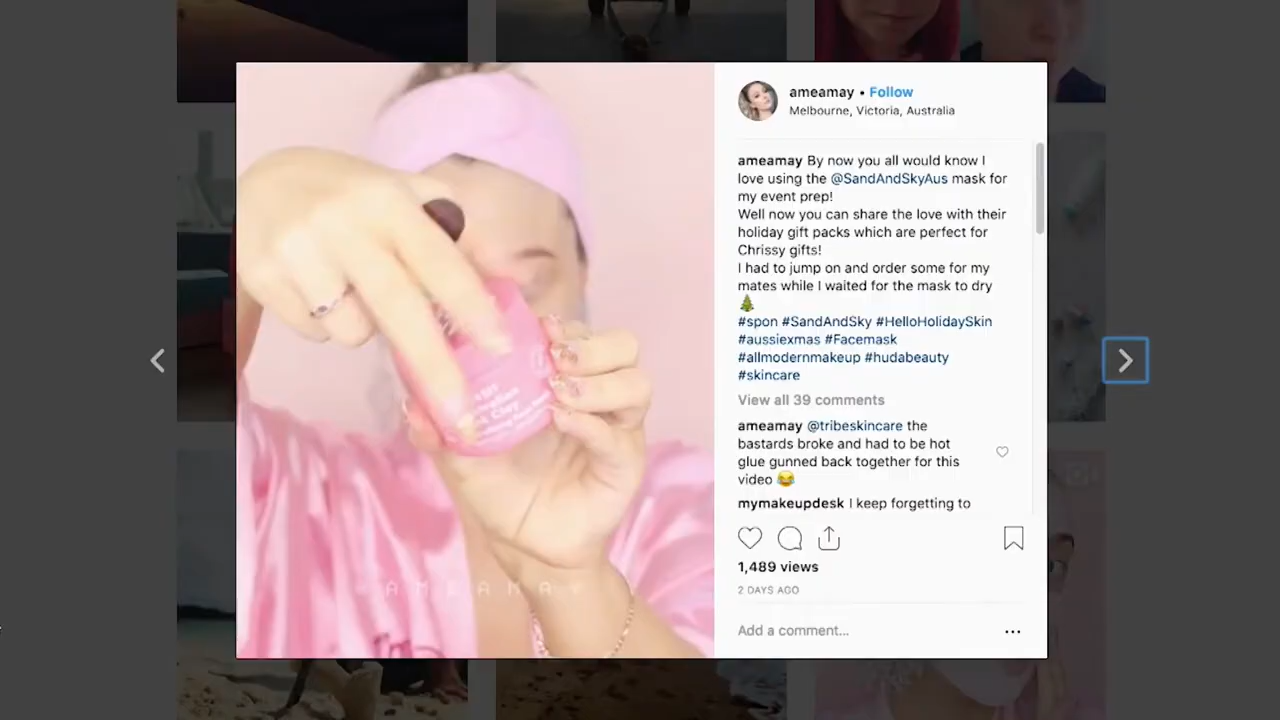 ameamay • Follow
Melbourne, Victoria, Australia
ameamay By now you all would know I
love using the @SandAndSkyAus mask for
my event prep!
Well now you can share the love with their
holiday gift packs which are perfect for
Chrissy gifts!
I had to jump on and order some for my
mates while I waited for the mask to dry
🎄
#spon #SandAndSky #HelloHolidaySkin
#aussiexmas #Facemask
#allmodernmakeup #hudabeauty
#skincare
View all 39 comments
ameamay @tribeskincare the
bastards broke and had to be hot
glue gunned back together for this
video 😂
mymakeupdesk I keep forgetting to
1,489 views
2 DAYS AGO
Add a comment...